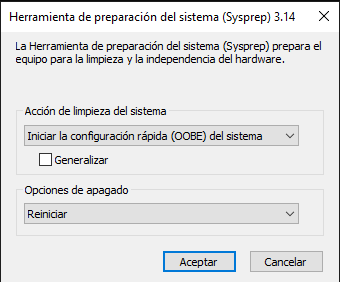 Herramienta de preparación del sistema (Sysprep) 3.14
La Herramienta de preparación del sistema (Sysprep) prepara el
equipo para la limpieza y la independencia del hardware.
Acción de limpieza del sistema
Iniciar la configuración rápida (OOBE) del sistema
Generalizar
Opciones de apagado
Reiniciar
Aceptar
Cancelar